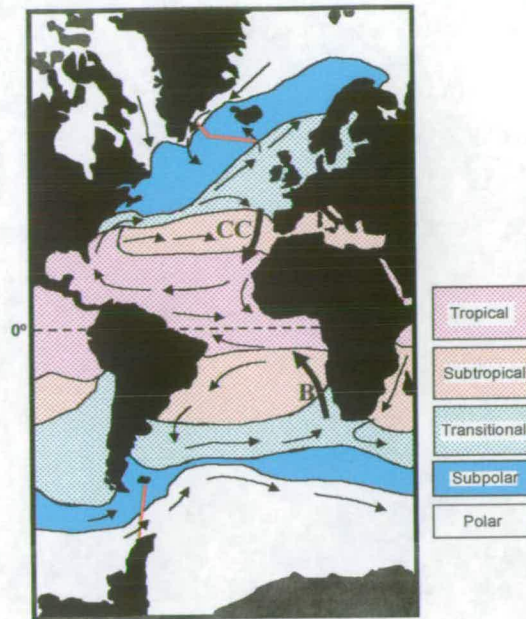 CC
0°
B
Tropical
Subtropical
Transitional
Subpolar
Polar